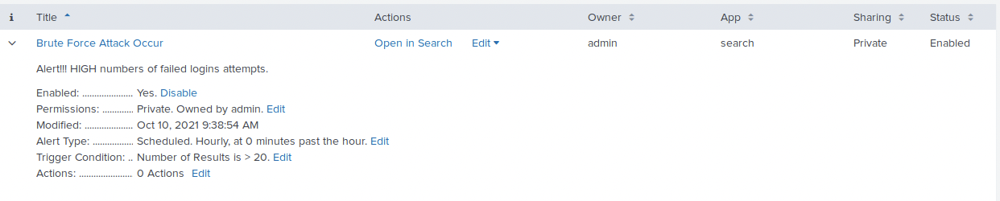 i Title Actions Owner App Sharing Status
Brute Force Attack Occur Open in Search Edit admin search Private Enabled
Alert!!! HIGH numbers of failed logins attempts.
Enabled: ..................... Yes. Disable
Permissions: ............. Private. Owned by admin. Edit
Modified: .................... Oct 10, 2021 9:38:54 AM
Alert Type: ................. Scheduled. Hourly, at 0 minutes past the hour. Edit
Trigger Condition: .. Number of Results is > 20. Edit
Actions: ...................... 0 Actions Edit